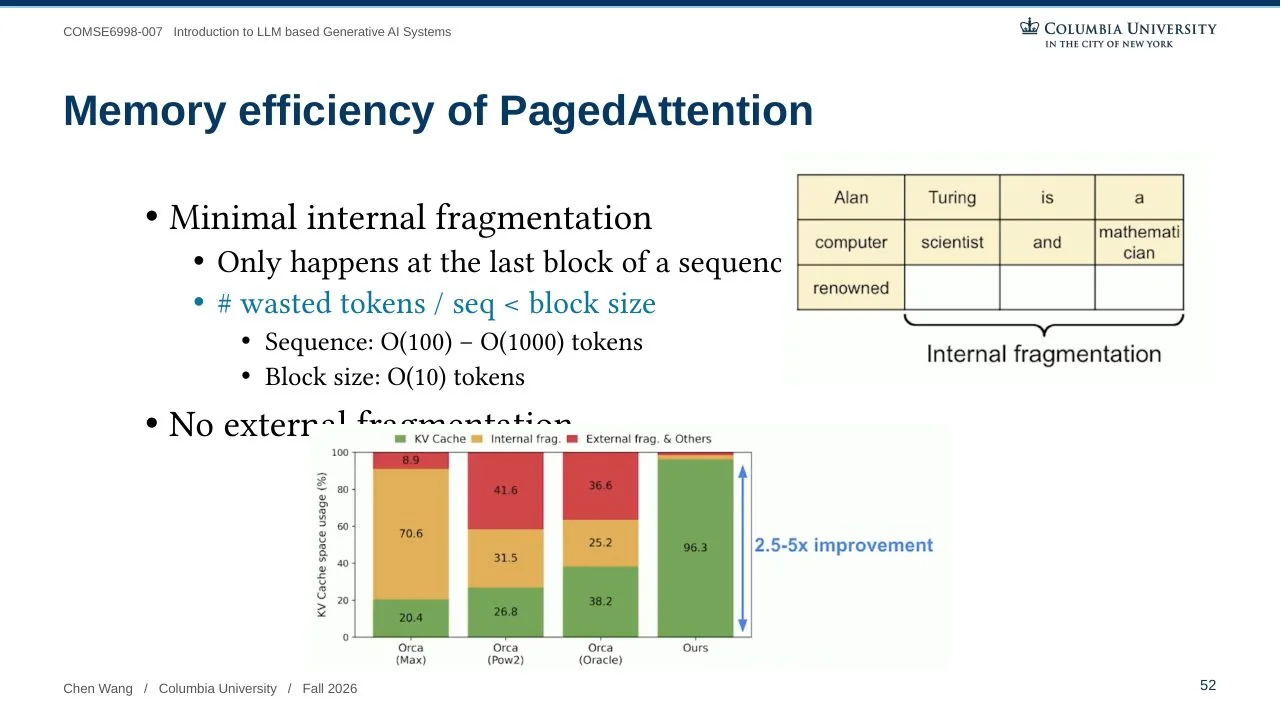 COMSE6998-007 Introduction to LLM based Generative AI Systems
COLUMBIA UNIVERSITY
IN THE CITY OF NEW YORK
Memory efficiency of PagedAttention
• Minimal internal fragmentation
• Only happens at the last block of a sequenc
• # wasted tokens / seq < block size
• Sequence: O(100) – O(1000) tokens
• Block size: O(10) tokens
• No external fragmentation
Alan Turing is a
computer scientist and mathemati
cian
renowned
Internal fragmentation
KV Cache Internal frag. External frag. & Others
KV Cache space usage (%)
100
80
60
40
20
0
8.9
70.6
20.4
41.6
31.5
26.8
36.6
25.2
38.2
96.3
2.5-5x improvement
Orca
(Max)
Orca
(Pow2)
Orca
(Oracle)
Ours
Chen Wang / Columbia University / Fall 2026
52